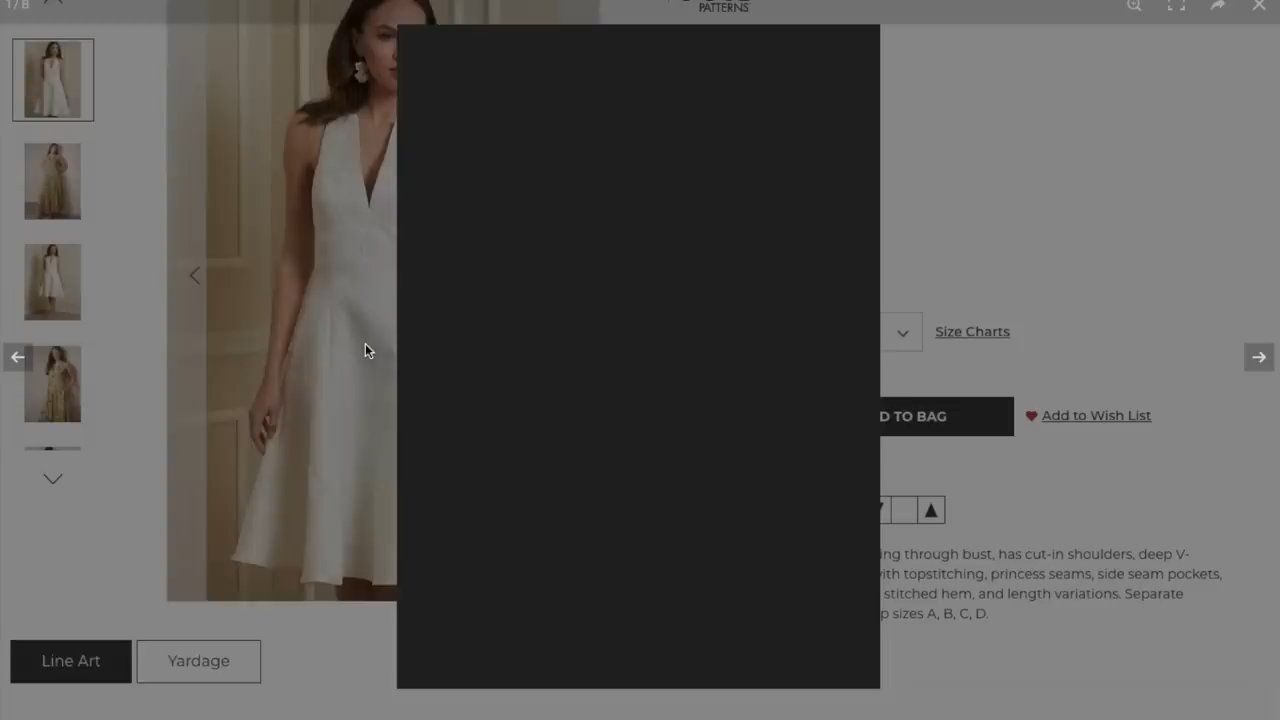 1 / 8
PATTERNS
Size Charts
D TO BAG
Add to Wish List
ing through bust, has cut-in shoulders, deep V-
ith topstitching, princess seams, side seam pockets,
stitched hem, and length variations. Separate
p sizes A, B, C, D.
Line Art
Yardage